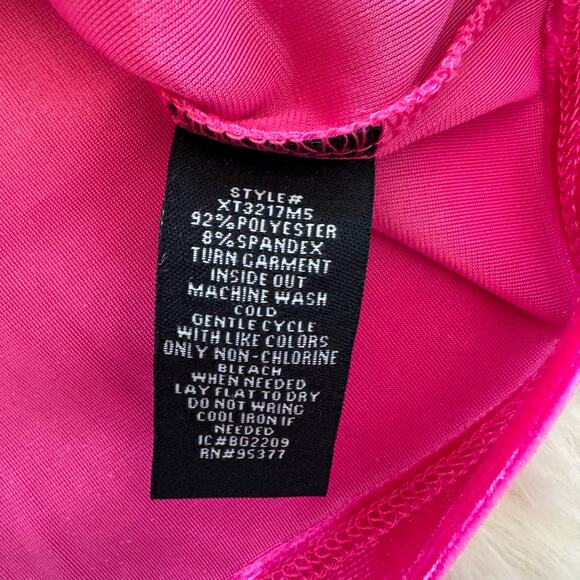 STYLE#
XT3217M5
92%POLYESTER
8%SPANDEX
TURN GARMENT
INSIDE OUT
MACHINE WASH
COLD
GENTLE CYCLE
WITH LIKE COLORS
ONLY NON-CHLORINE
BLEACH
WHEN NEEDED
LAY FLAT TO DRY
DO NOT WRING
COOL IRON IF
NEEDED
IC#BG2209
RN#95377